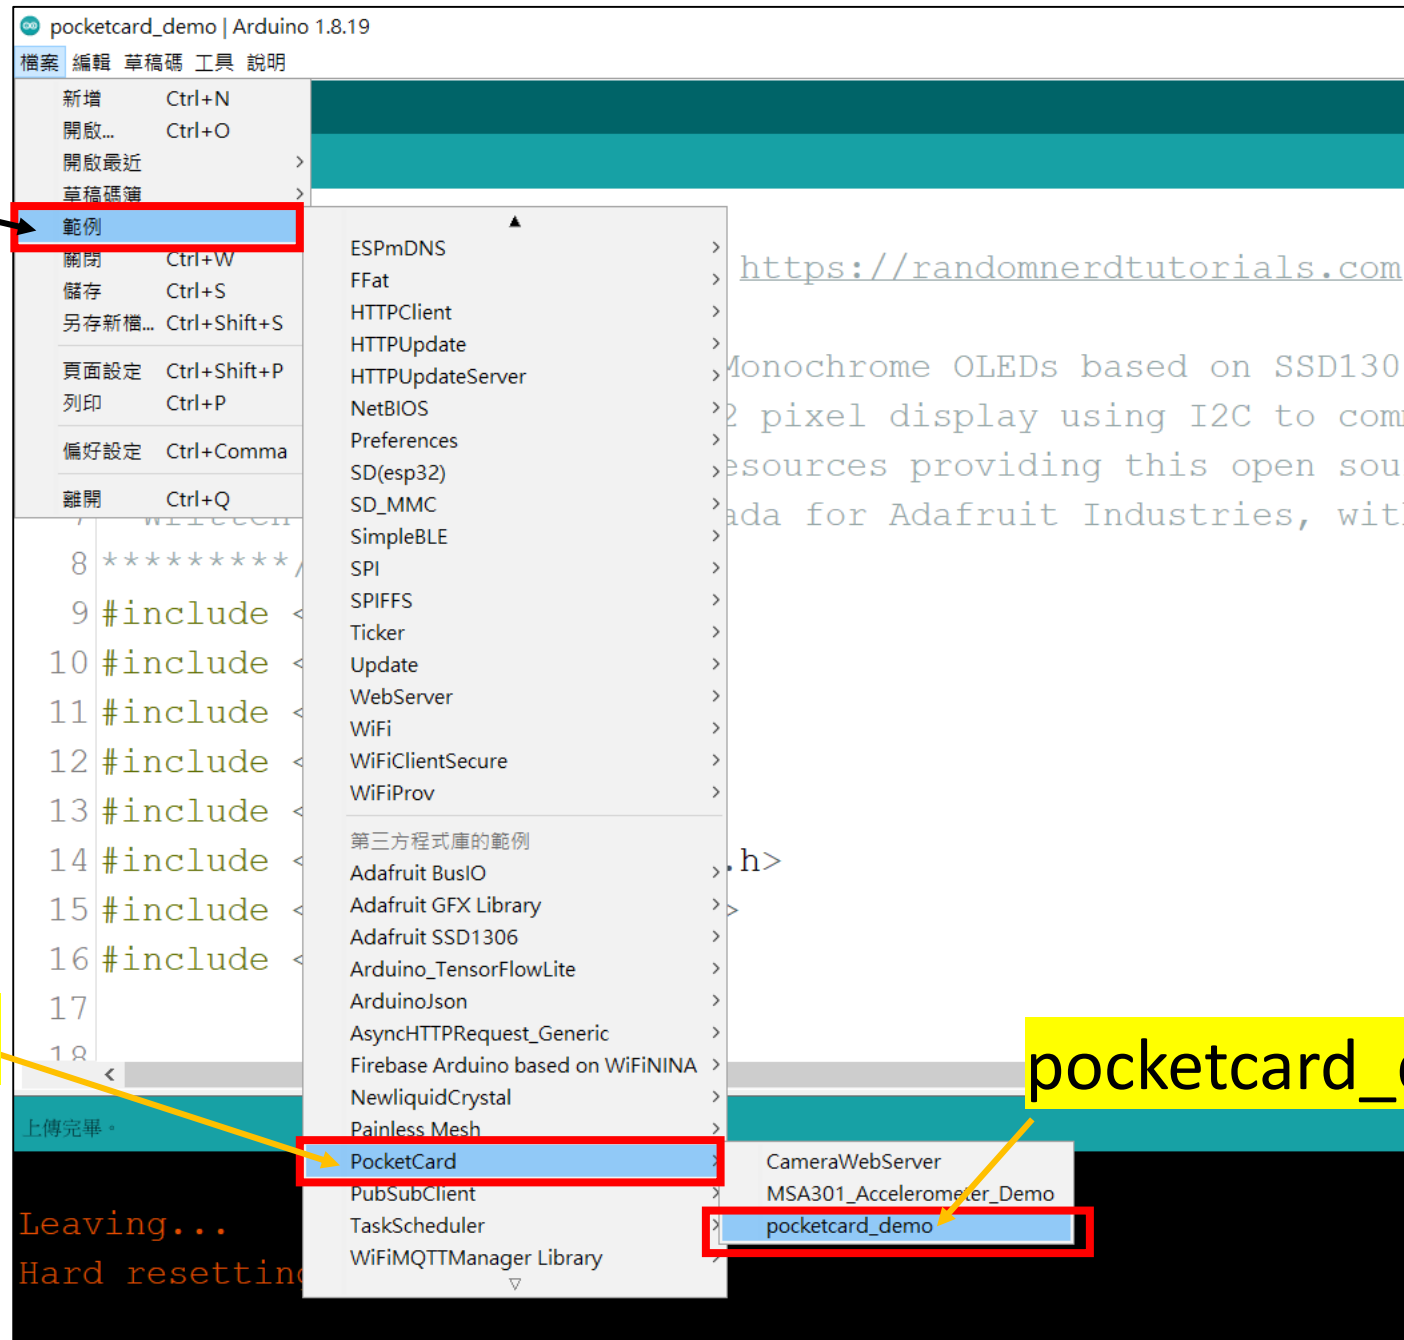 pocketcard_demo | Arduino 1.8.19
檔案 編輯 草稿碼 工具 說明
新增 Ctrl+N
開啟... Ctrl+O
開啟最近
草稿碼簿
範例
關閉 Ctrl+W
儲存 Ctrl+S
另存新檔... Ctrl+Shift+S
頁面設定 Ctrl+Shift+P
列印 Ctrl+P
偏好設定 Ctrl+Comma
離開 Ctrl+Q
ESPmDNS
FFat
HTTPClient
HTTPUpdate
HTTPUpdateServer
NetBIOS
Preferences
SD(esp32)
SD_MMC
SimpleBLE
SPI
SPIFFS
Ticker
Update
WebServer
WiFi
WiFiClientSecure
WiFiProv
第三方程式庫的範例
Adafruit BusIO
Adafruit GFX Library
Adafruit SSD1306
Arduino_TensorFlowLite
ArduinoJson
AsyncHTTPRequest_Generic
Firebase Arduino based on WiFiNINA
NewliquidCrystal
Painless Mesh
PocketCard
PubSubClient
TaskScheduler
WiFiMQTTManager Library
CameraWebServer
MSA301_Accelerometer_Demo
pocketcard_demo
https://randomnerdtutorials.com
Monochrome OLEDs based on SSD130
2 pixel display using I2C to com
esources providing this open sou
7 Written ada for Adafruit Industries, wit
8 *********/
9 #include <
10 #include <
11 #include <
12 #include <
13 #include <
14 #include < .h>
15 #include < >
16 #include <
17
18
pocketcard_
上傳完畢。
Leaving...
Hard resetting